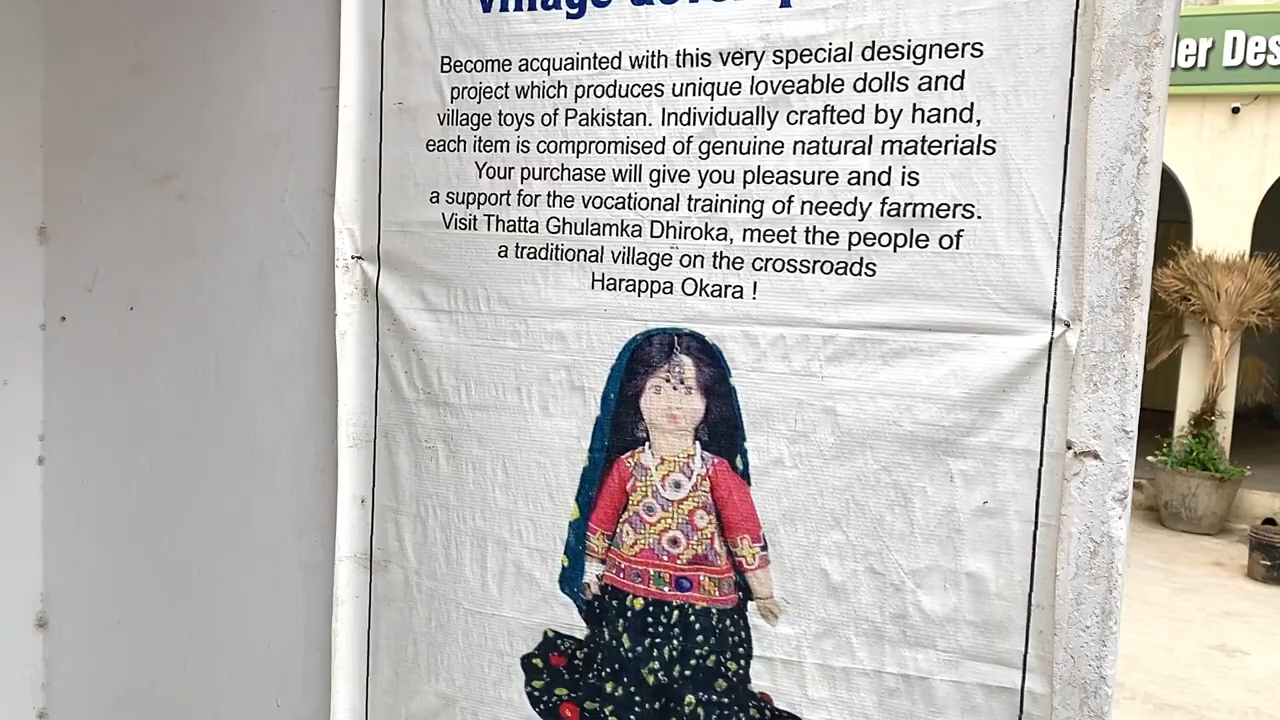 village
Become acquainted with this very special designers
project which produces unique loveable dolls and
village toys of Pakistan. Individually crafted by hand,
each item is compromised of genuine natural materials
Your purchase will give you pleasure and is
a support for the vocational training of needy farmers.
Visit Thatta Ghulamka Dhiroka, meet the people of
a traditional village on the crossroads
Harappa Okara !